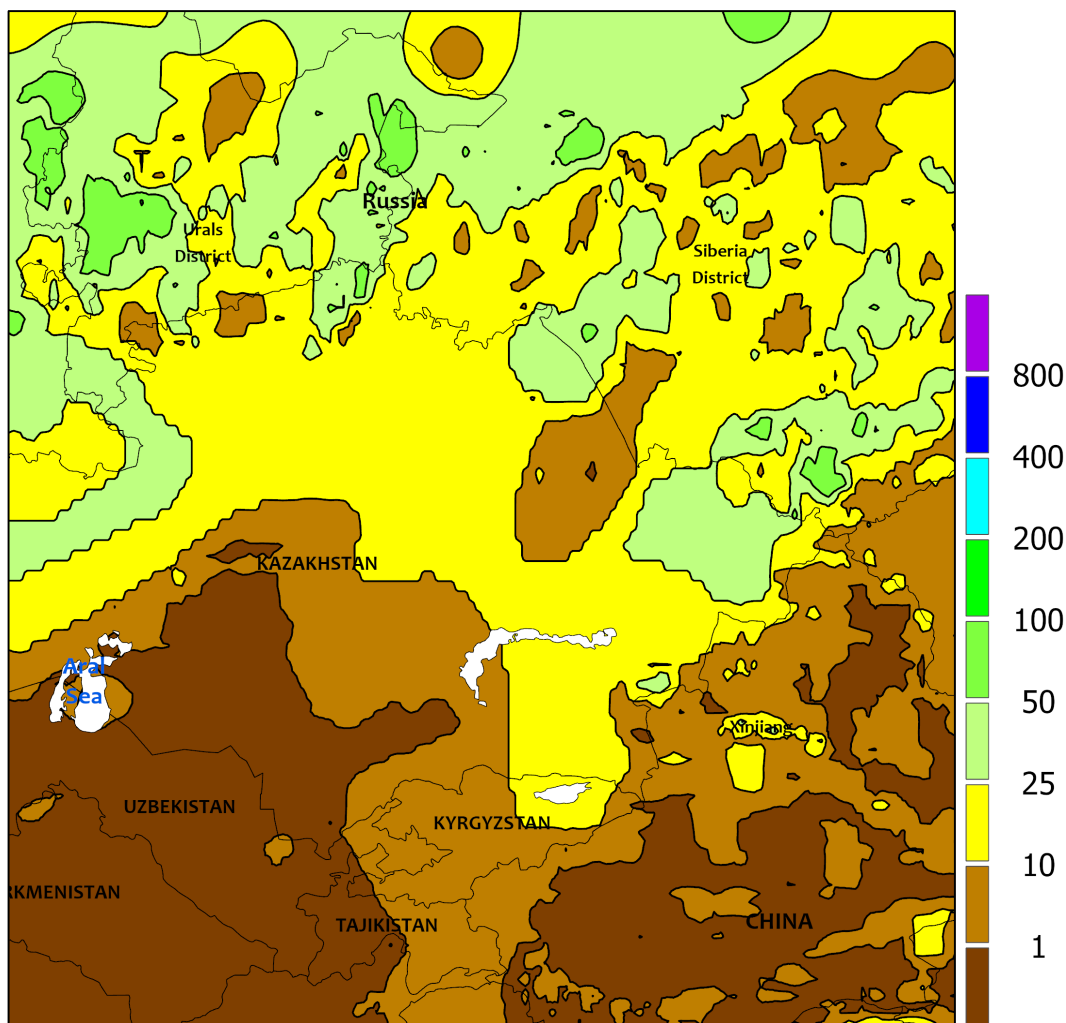 Russia
Urals
District
Siberia
District
800
400
200
KAZAKHSTAN
100
Aral
Sea
50
Xinjiang
25
UZBEKISTAN
KYRGYZSTAN
10
RKMENISTAN
TAJIKISTAN
CHINA
1